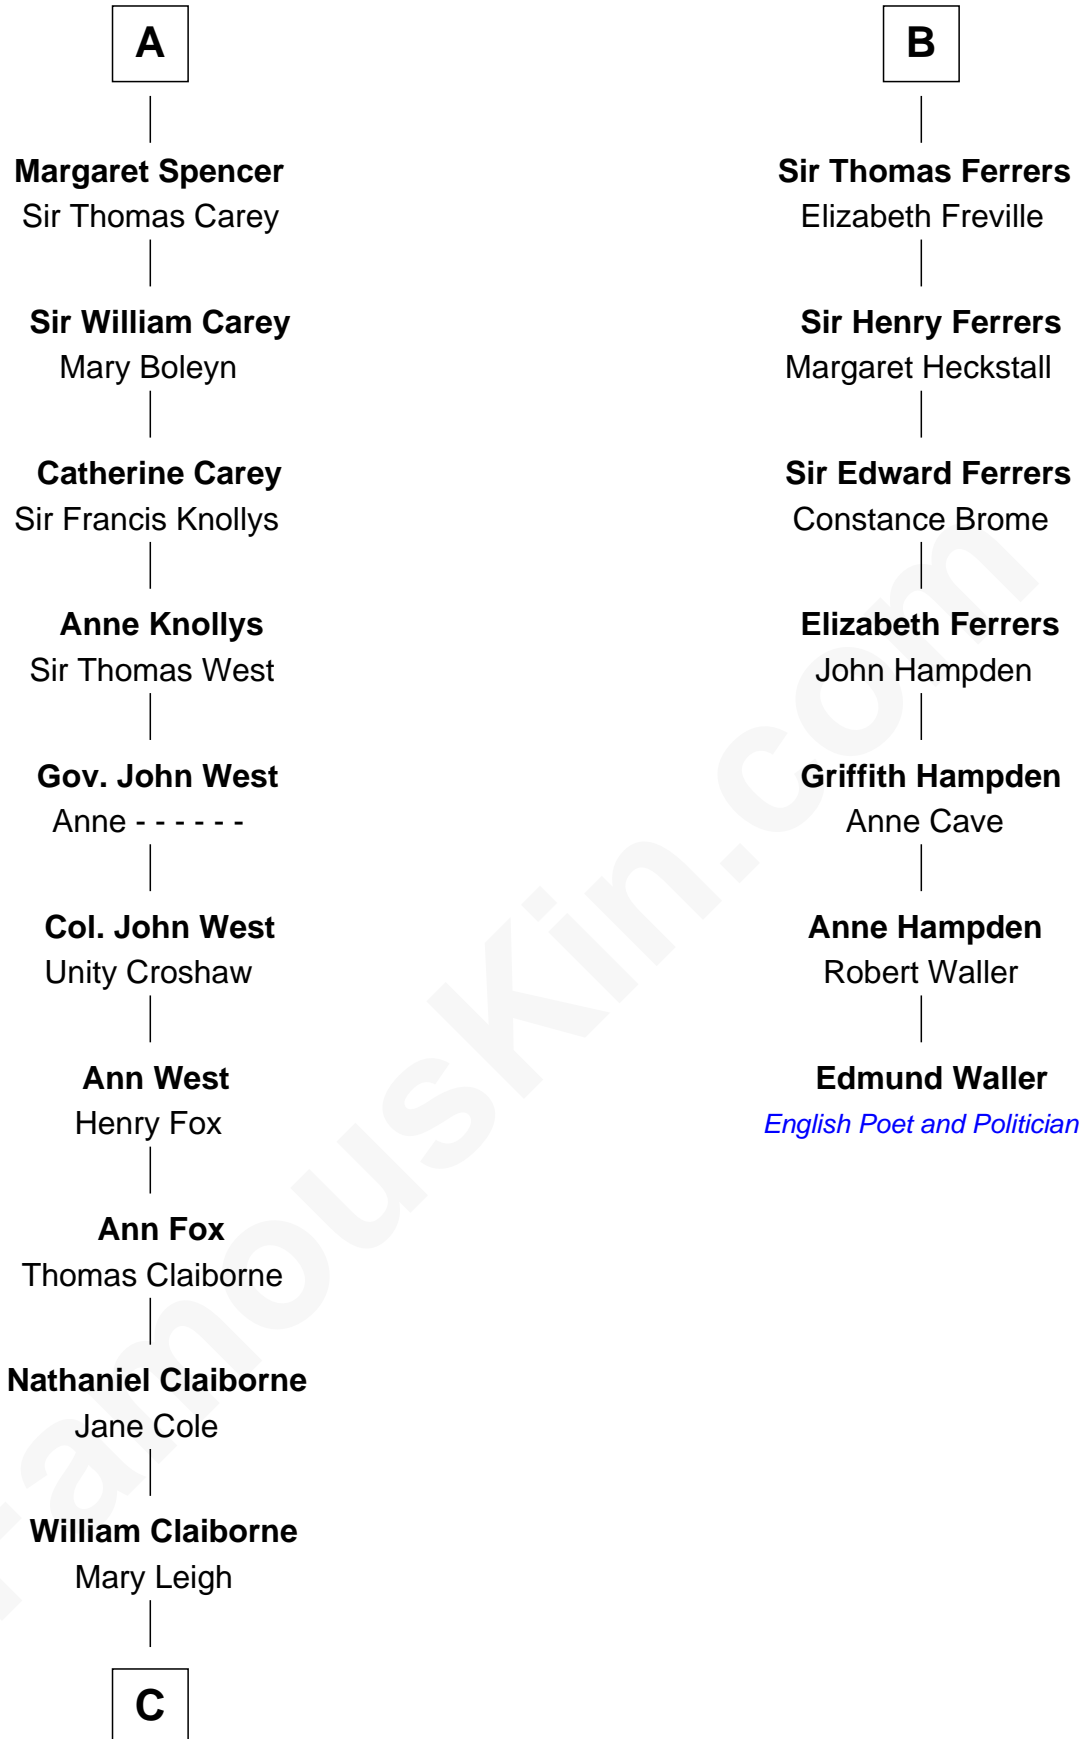 A
Margaret Spencer
Sir Thomas Carey
Sir William Carey
Mary Boleyn
Catherine Carey
Sir Francis Knollys
Anne Knollys
Sir Thomas West
Gov. John West
Anne - - - - - -
Col. John West
Unity Croshaw
Ann West
Henry Fox
Ann Fox
Thomas Claiborne
Nathaniel Claiborne
Jane Cole
William Claiborne
Mary Leigh
C
B
Sir Thomas Ferrers
Elizabeth Freville
Sir Henry Ferrers
Margaret Heckstall
Sir Edward Ferrers
Constance Brome
Elizabeth Ferrers
John Hampden
Griffith Hampden
Anne Cave
Anne Hampden
Robert Waller
Edmund Waller
English Poet and Politician
FamousKin.com